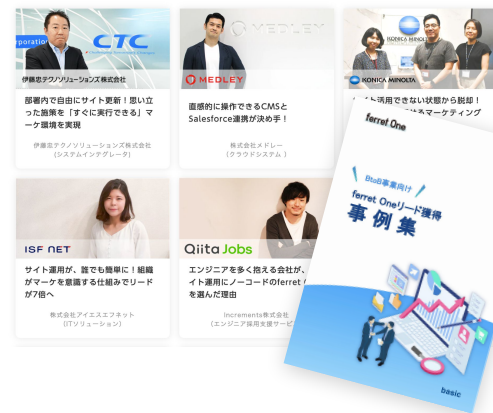 CTC
伊藤忠テクノソリューションズ株式会社
部署内で自由にサイト更新！思い立
った施策を「すぐに実行できる」マ
ーケ環境を実現
伊藤忠テクノソリューションズ株式会社
(システムインテグレータ)
MEDLEY
MEDLEY
直感的に操作できるCMSと
Salesforce連携が決め手！
株式会社メドレー
（クラウドシステム ）
KONICA MINOLTA
KONICA MINOLTA
イト活用できない状態から脱却！
せるマーケティング
ferret One
BtoB事業向け
ferret Oneリード獲得
事例集
basic
ISF NET
サイト運用が、誰でも簡単に！組織
がマーケを意識する仕組みでリード
が7倍へ
株式会社アイエスエフネット
（ITソリューション）
Qiita Jobs
エンジニアを多く抱える会社が、
イト運用にノーコードのferret
を選んだ理由
Increments株式会社
（エンジニア採用支援サービ